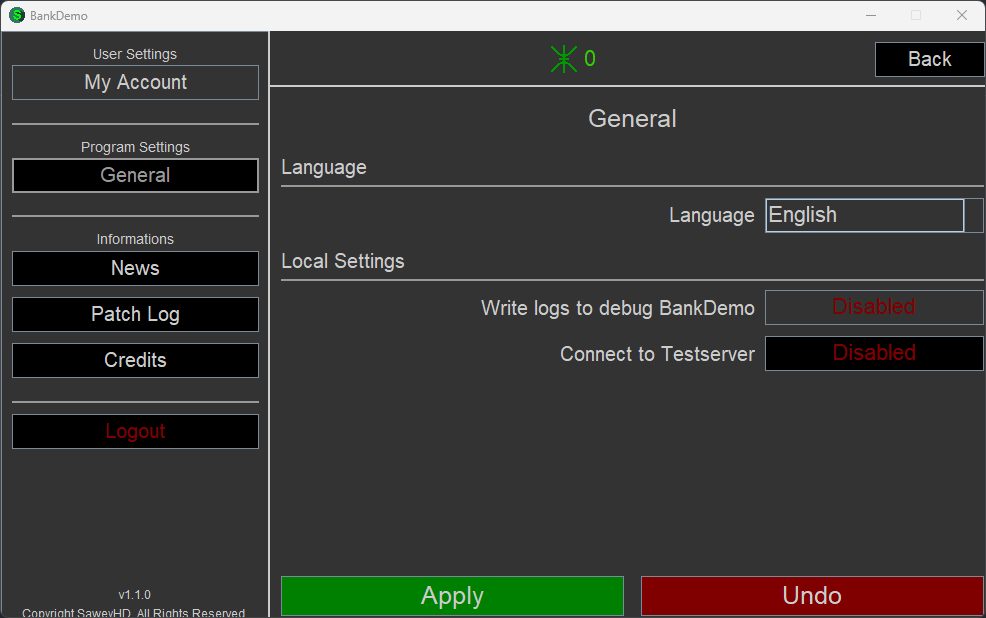 BankDemo
User Settings
My Account
Program Settings
General
Informations
News
Patch Log
Credits
Logout
v1.1.0
Copyright SaweyHD. All Rights Reserved.
0
Back
General
Language
Language English
Local Settings
Write logs to debug BankDemo Disabled
Connect to Testserver Disabled
Apply Undo